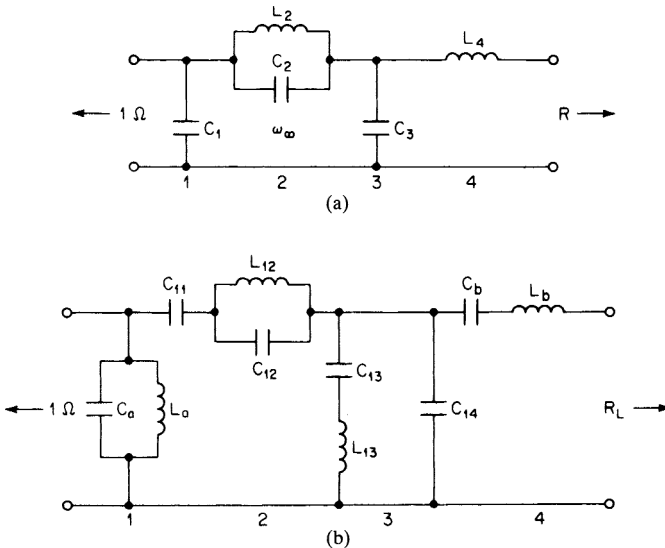 L₂
C₂
L₄
1 Ω
C₁
ω∞
C₃
R
1
2
3
4
(a)
L₁₂
C₁₁
C₁₂
C_b
L_b
C₁₃
1 Ω
C_a
L_a
C₁₄
R_L
L₁₃
1
2
3
4
(b)